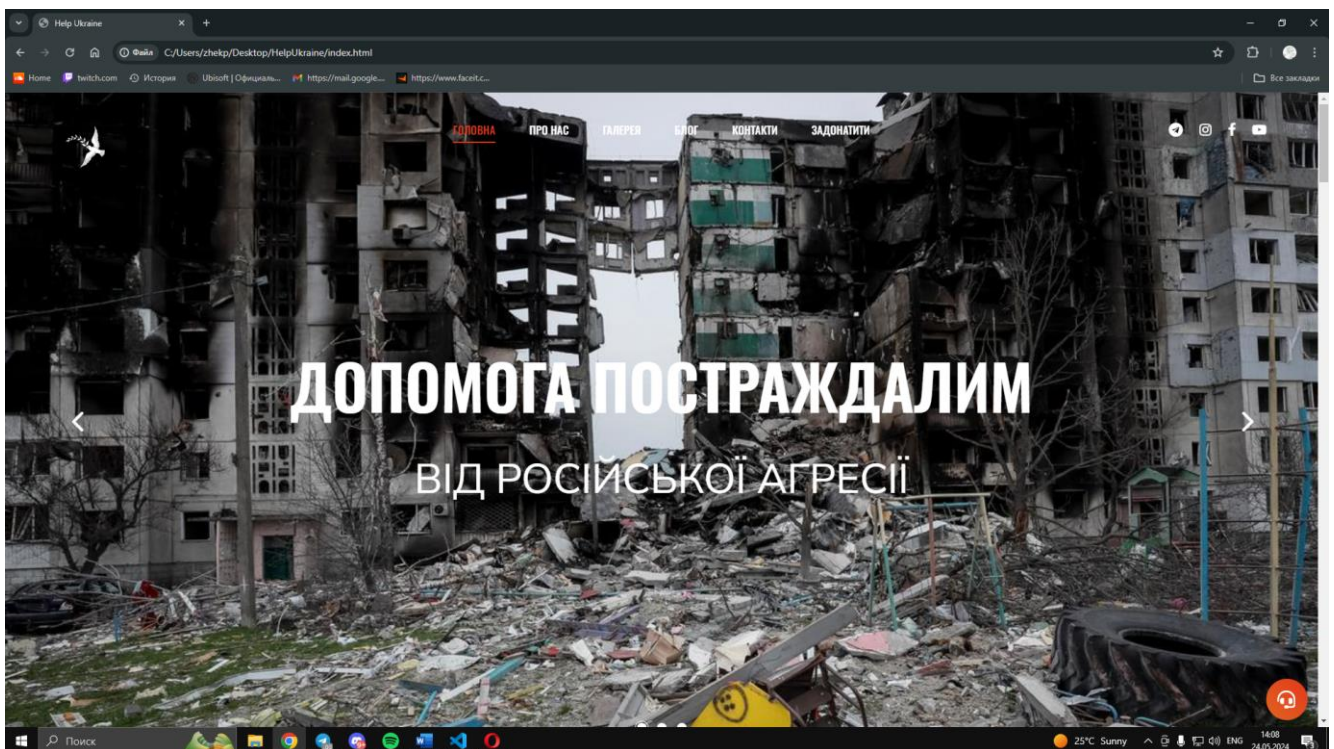 Help Ukraine
Файл C:/Users/zhekp/Desktop/HelpUkraine/index.html
Home twitch.com История Ubisoft | Официаль... https://mail.google.... https://www.faceit.c... Все закладки
ГОЛОВНА ПРО НАС ГАЛЕРЕЯ БЛОГ КОНТАКТИ ЗАДОНАТИТИ
ДОПОМОГА ПОСТРАЖДАЛИМ
ВІД РОСІЙСЬКОЇ АГРЕСІЇ
Поиск 25°C Sunny ENG 14:08
24.05.2024